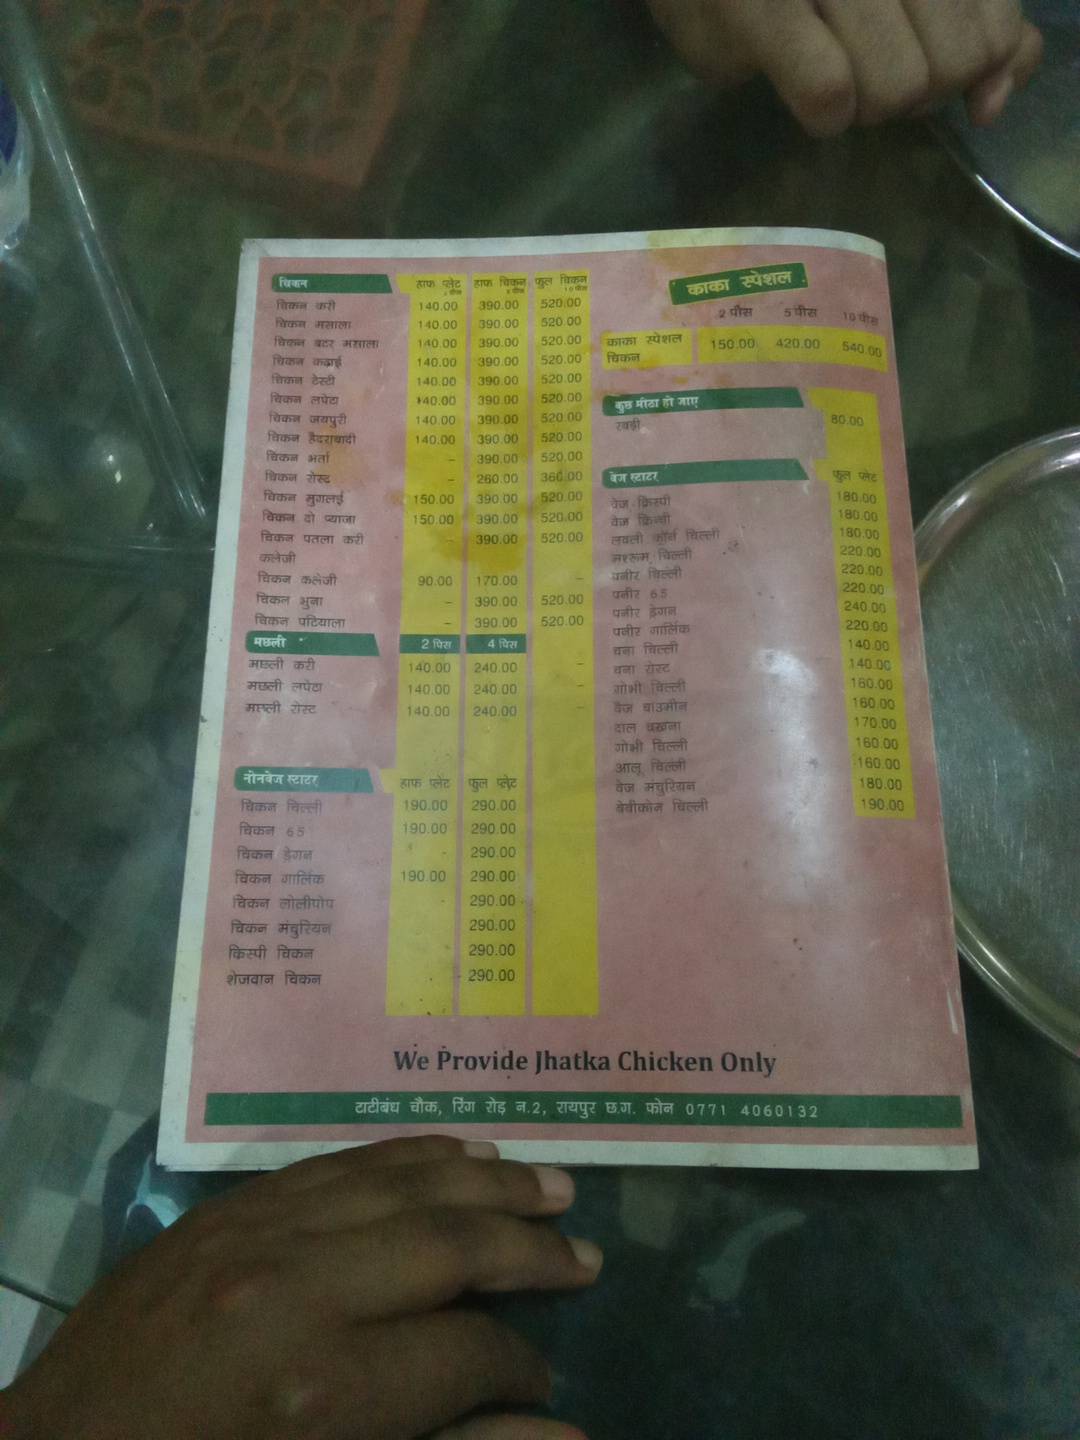 चिकन हाफ प्लेट हाफ चिकन फुल चिकन
चिकन करी 140.00 390.00 520.00
चिकन मसाला 140.00 390.00 520.00
चिकन बटर मसाला 140.00 390.00 520.00
चिकन कढ़ाई 140.00 390.00 520.00
चिकन टेस्टी 140.00 390.00 520.00
चिकन लपेटा 140.00 390.00 520.00
चिकन जयपुरी 140.00 390.00 520.00
चिकन हैदराबादी 140.00 390.00 520.00
चिकन भर्ता – 390.00 520.00
चिकन रोस्ट – 260.00 360.00
चिकन मुगलई 150.00 390.00 520.00
चिकन दो प्याजा 150.00 390.00 520.00
चिकन पतला करी – 390.00 520.00
कलेजी
चिकन कलेजी 90.00 170.00 –
चिकन भुना – 390.00 520.00
चिकन पटियाला – 390.00 520.00
मछली 2 पिस 4 पिस
मछली करी 140.00 240.00 –
मछली लपेटा 140.00 240.00 –
मछली रोस्ट 140.00 240.00 –
नोनवेज स्टाटर हाफ प्लेट फुल प्लेट
चिकन चिल्ली 190.00 290.00
चिकन 65 190.00 290.00
चिकन ड्रेगन - 290.00
चिकन गार्लिक 190.00 290.00
चिकन लोलीपोप 290.00
चिकन मंचुरियन 290.00
क्रिस्पी चिकन 290.00
शेजवान चिकन 290.00
काका स्पेशल
2 पीस 5 पीस 10 पीस
काका स्पेशल
चिकन 150.00 420.00 540.00
कुछ मीठा हो जाए
रबड़ी 80.00
वेज स्टाटर फुल प्लेट
वेज क्रिस्पी 180.00
वेज 180.00
लवली कॉर्न चिल्ली 180.00
मश्रूम चिल्ली 220.00
पनीर चिल्ली 220.00
पनीर 65 220.00
पनीर ड्रेगन 240.00
पनीर गार्लिक 220.00
चना चिल्ली 140.00
चना रोस्ट 140.00
गोभी चिल्ली 160.00
वेज चाउमीन 160.00
दाल चखना 170.00
गोभी चिल्ली 160.00
आलू चिल्ली 160.00
वेज मंचुरियन 180.00
बेबीकोन चिल्ली 190.00
We Provide Jhatka Chicken Only
टाटीबंध चौक, रिंग रोड़ न.2, रायपुर छ.ग. फोन 0771 4060132